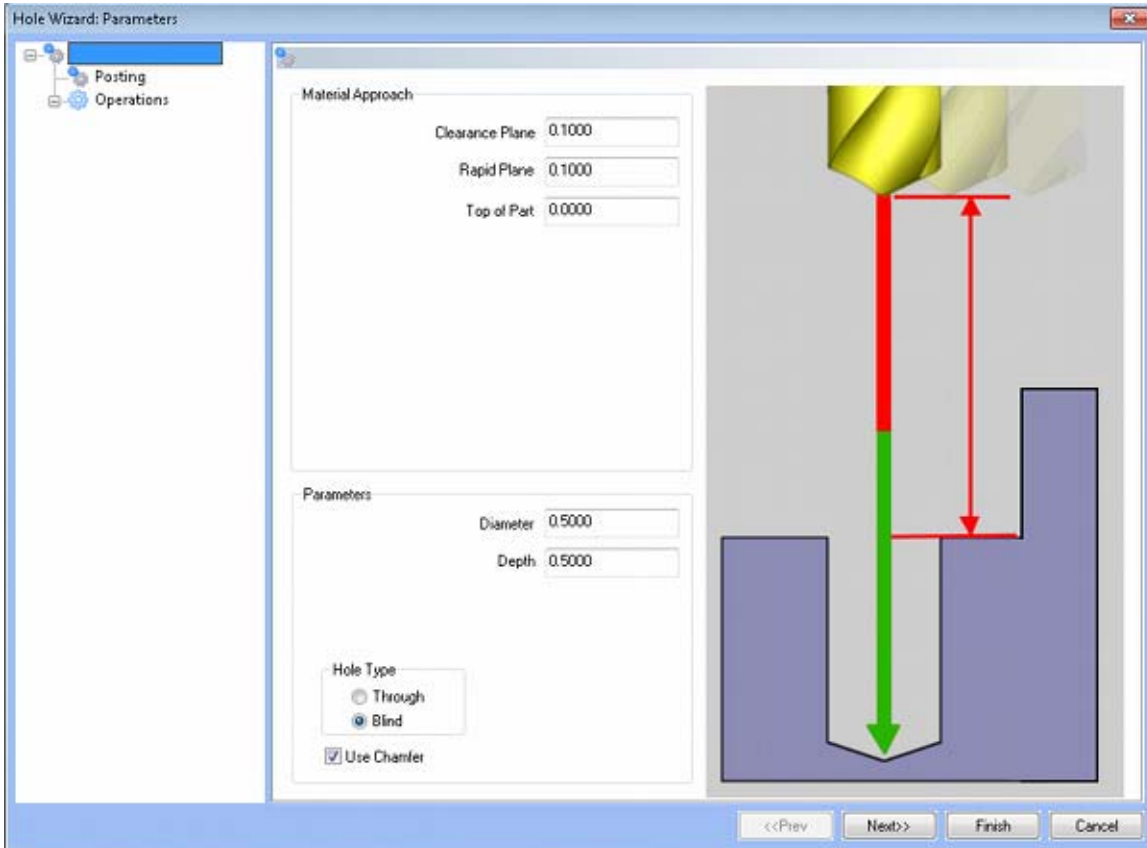 Hole Wizard: Parameters
Posting
Operations
Material Approach
Clearance Plane 0.1000
Rapid Plane 0.1000
Top of Part 0.0000
Parameters
Diameter 0.5000
Depth 0.5000
Hole Type
Through
Blind
Use Chamfer
<<Prev Next>> Finish Cancel